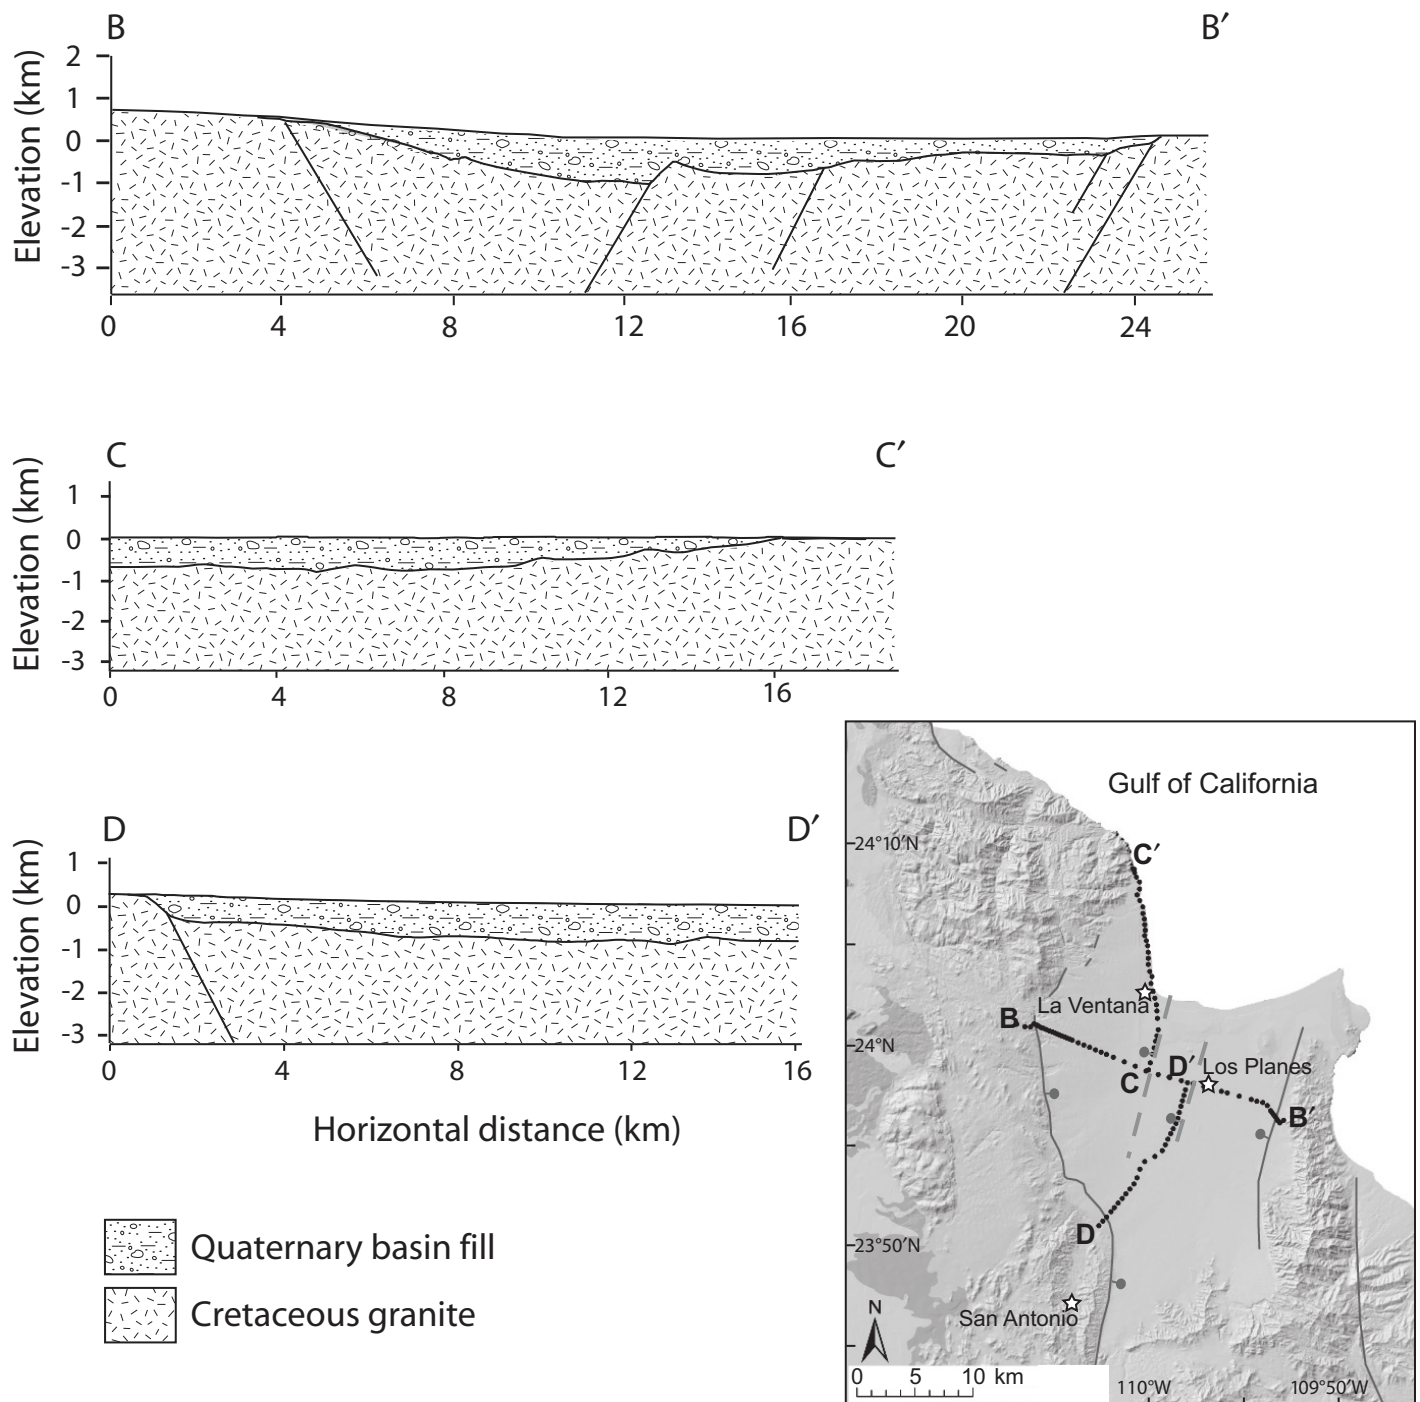 B B′
Elevation (km)
2
1
0
-1
-2
-3
0 4 8 12 16 20 24
C C′
Elevation (km)
1
0
-1
-2
-3
0 4 8 12 16
D D′
Elevation (km)
1
0
-1
-2
-3
0 4 8 12 16
Horizontal distance (km)
Quaternary basin fill
Cretaceous granite
Gulf of California
24°10′N
C′
La Ventana
B
24°N
D′ Los Planes
C
B′
D
23°50′N
San Antonio
N
0 5 10 km
110°W 109°50′W